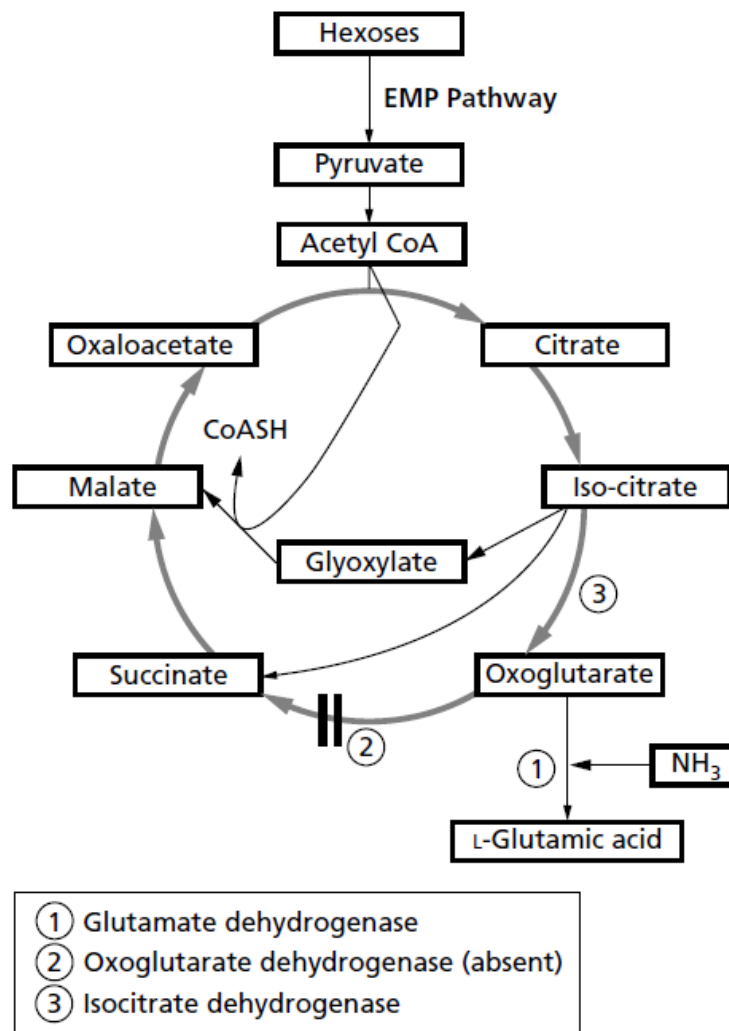 Hexoses
EMP Pathway
Pyruvate
Acetyl CoA
Oxaloacetate
Citrate
CoASH
Malate
Iso-citrate
Glyoxylate
3
Succinate
Oxoglutarate
2
1
NH₃
L-Glutamic acid
1 Glutamate dehydrogenase
2 Oxoglutarate dehydrogenase (absent)
3 Isocitrate dehydrogenase